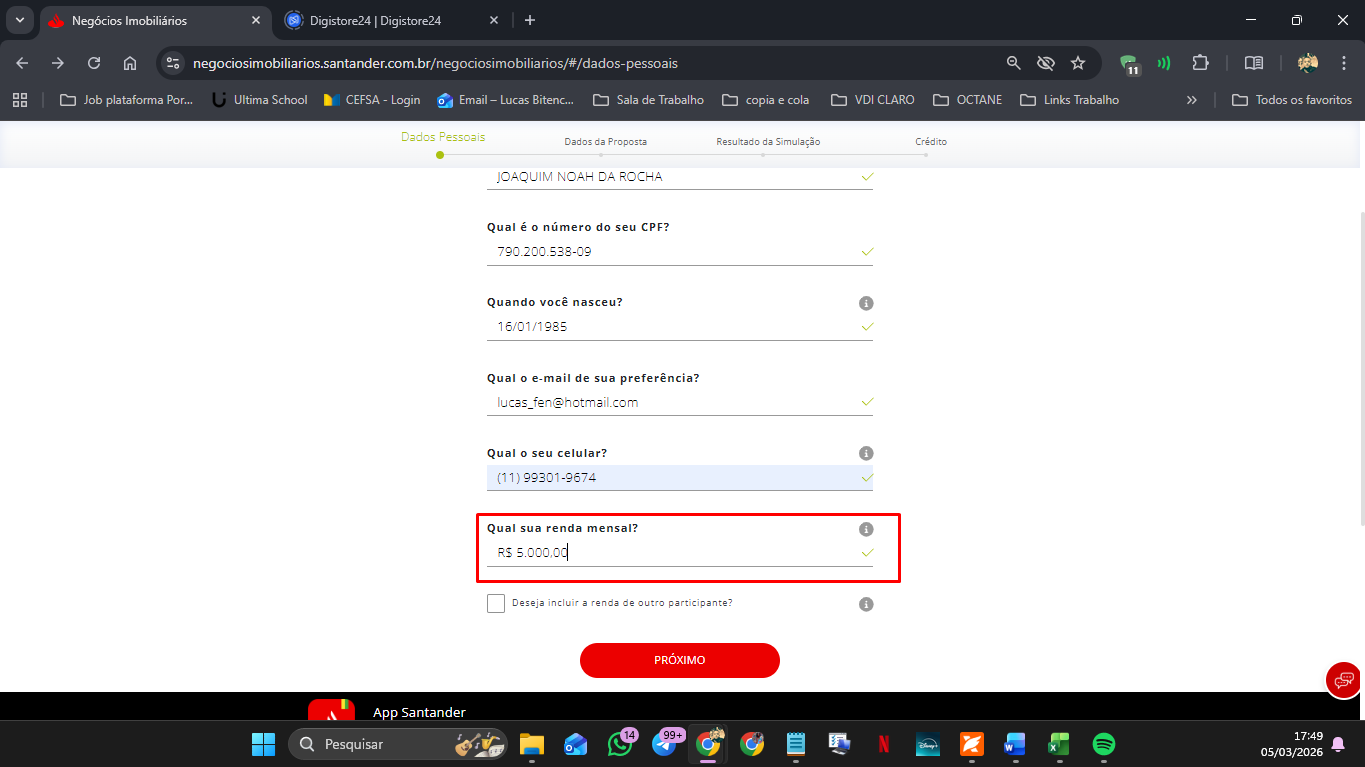 Negócios Imobiliários
Digistore24 | Digistore24
negociosimobiliarios.santander.com.br/negociosimobiliarios/#/dados-pessoais
11
Job plataforma Por...
Ultima School
CEFSA - Login
Email – Lucas Bitenc...
Sala de Trabalho
copia e cola
VDI CLARO
OCTANE
Links Trabalho
Todos os favoritos
Dados Pessoais
Dados da Proposta
Resultado da Simulação
Crédito
JOAQUIM NOAH DA ROCHA
Qual é o número do seu CPF?
790.200.538-09
Quando você nasceu?
16/01/1985
Qual o e-mail de sua preferência?
lucas_fen@hotmail.com
Qual o seu celular?
(11) 99301-9674
Qual sua renda mensal?
R$ 5.000,00
Deseja incluir a renda de outro participante?
PRÓXIMO
App Santander
Pesquisar
14
99+
17:49
05/03/2026